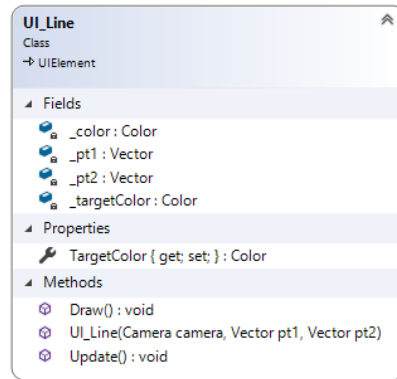 UI_Line
Class
UIElement
Fields
_color : Color
_pt1 : Vector
_pt2 : Vector
_targetColor : Color
Properties
TargetColor { get; set; } : Color
Methods
Draw() : void
UI_Line(Camera camera, Vector pt1, Vector pt2)
Update() : void